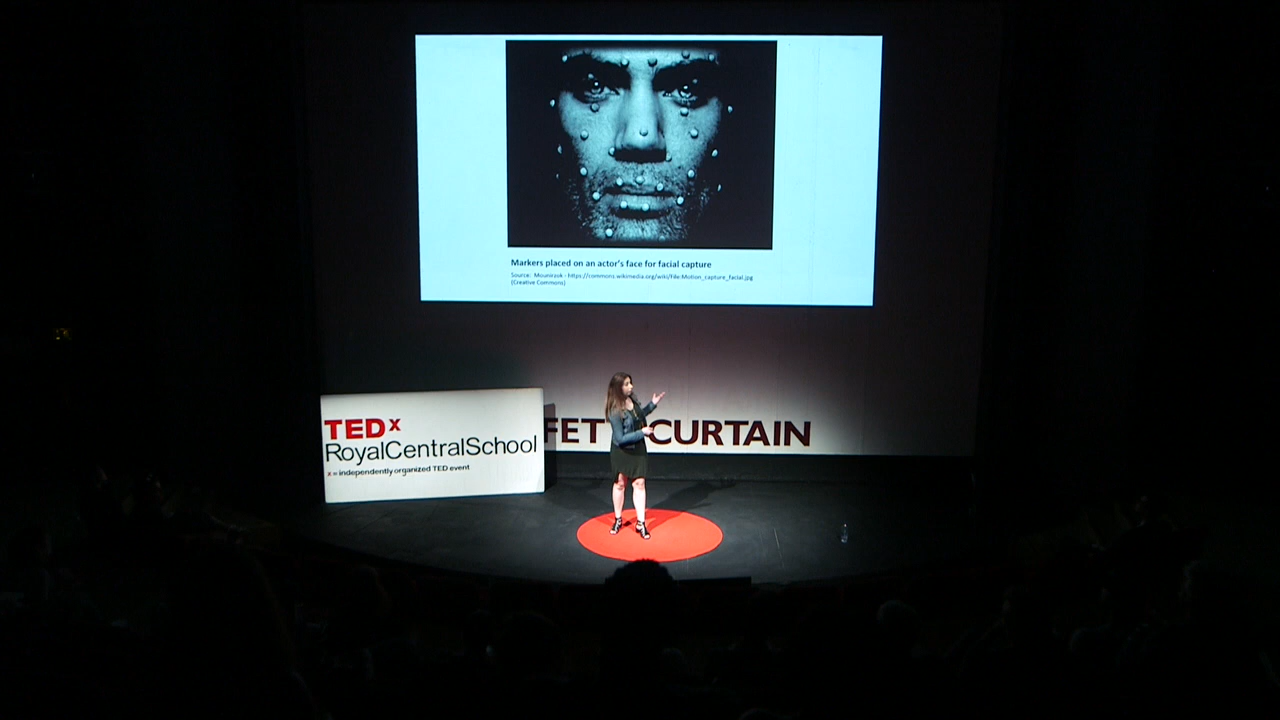 Markers placed on an actor's face for facial capture
Source: Mounirzok - https://commons.wikimedia.org/wiki/File:Motion_capture_facial.jpg
(Creative Commons)
TEDx
RoyalCentralSchool
x = independently organized TED event
FET CURTAIN